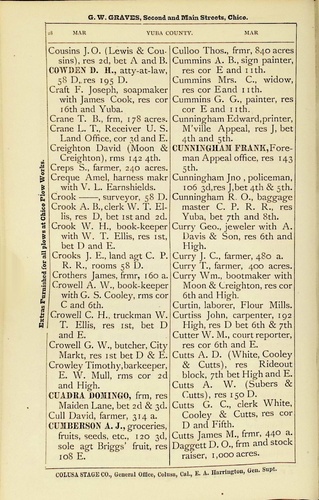 G. W. GRAVES, Second and Main Streets, Chico.
28 MAR YUBA COUNTY. MAR
Cousins J. O. (Lewis & Cou-
sins), res 2d, bet A and B.
COWDEN D. H., atty-at-law,
58 D, res 195 D.
Craft F. Joseph, soapmaker
with James Cook, res cor
16th and Yuba.
Crane T. B., frm, 178 acres.
Crane L. T., Receiver U. S.
Land Office, cor 3d and E.
Creighton David (Moon &
Creighton), rms 142 4th.
Creps S., farmer, 240 acres.
Creque Amel, harness makr
with V. L. Earnshields.
Crook —, surveyor, 58 D.
Crook A. B., clerk W. T. El-
lis, res D, bet 1st and 2d.
Crook W. H., book-keeper
with W. T. Ellis, res 1st,
bet D and E.
Crooks J. E., land agt C. P.
R. R., rooms 58 D.
Crothers James, frm, 160 a.
Crowell A. W., book-keeper
with G. S. Cooley, rms cor
C and 6th.
Crowell C. H., truckman W.
T. Ellis, res 1st, bet D
and E.
Crowell G. W., butcher, City
Markt, res 1st bet D & E.
Crowley Timothy, barkeeper,
E. W. Mull, rms cor 2d
and High.
CUADRA DOMINGO, frm, res
Maiden Lane, bet 2d & 3d.
Cull David, farmer, 314 a.
CUMBERSON A. J., groceries,
fruits, seeds, etc., 120 3d,
sole agt Briggs' fruit, res
108 E.
Culloo Thos., frmr, 840 acres
Cummins A. B., sign painter,
res cor E and 11th.
Cummins Mrs. C., widow,
res cor E and 11th.
Cummins G. G., painter, res
cor E and 11th.
Cunningham Edward, printer,
M'ville Appeal, res J, bet
4th and 5th.
CUNNINGHAM FRANK, Fore-
man Appeal office, res 143
5th.
Cunningham Jno, policeman,
106 3d, res J, bet 4th & 5th.
Cunningham R. O., baggage
master C. P. R. R., res
Yuba, bet 7th and 8th.
Curry Geo., jeweler with A.
Davis & Son, res 6th and
High.
Curry J. C., farmer, 480 a.
Curry T., farmer, 400 acres.
Curry Wm., bootmaker with
Moon & Creighton, res cor
6th and High.
Curtin, laborer, Flour Mills.
Curtiss John, carpenter, 192
High, res D bet 6th & 7th
Cutter W. M., court reporter,
res cor 6th and E.
Cutts A. D. (White, Cooley
& Cutts), res Rideout
block, 7th bet High and E.
Cutts A. W. (Subers &
Cutts), res 150 D.
Cutts G. C., clerk White,
Cooley & Cutts, res cor
D and Fifth.
Cutts James M., frmr, 440 a.
Daggett D. O., frm and stock
raiser, 1,000 acres.
Extras Furnished for all plows at Chico Plow Works.
COLUSA STAGE CO., General Office, Colusa, Cal., E. A. Harrington, Gen. Supt.